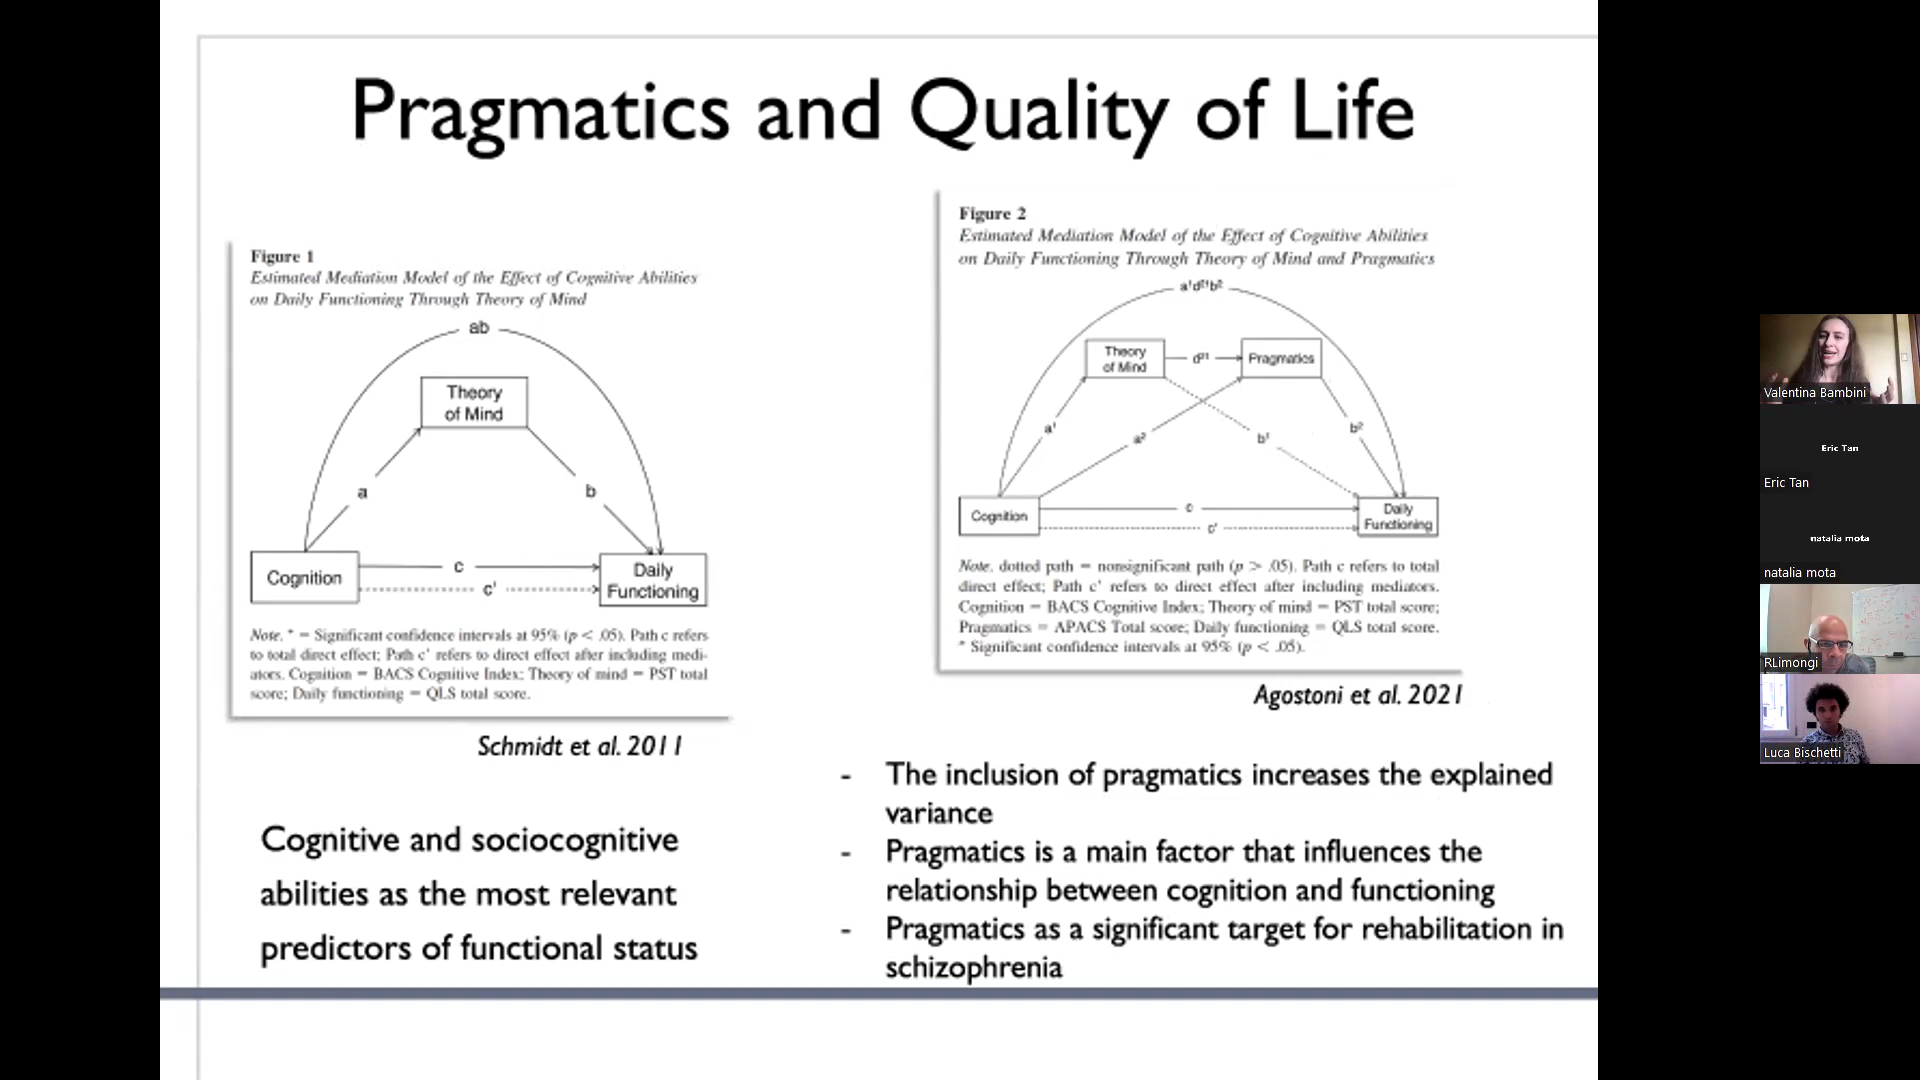 Pragmatics and Quality of Life
Figure 1
Estimated Mediation Model of the Effect of Cognitive Abilities
on Daily Functioning Through Theory of Mind
ab
Theory
of Mind
a
b
Cognition
c
c'
Daily
Functioning
Note. * = Significant confidence intervals at 95% (p < .05). Path c refers
to total direct effect; Path c' refers to direct effect after including medi-
ators. Cognition = BACS Cognitive Index; Theory of mind = PST total
score; Daily functioning = QLS total score.
Schmidt et al. 2011
Cognitive and sociocognitive
abilities as the most relevant
predictors of functional status
Figure 2
Estimated Mediation Model of the Effect of Cognitive Abilities
on Daily Functioning Through Theory of Mind and Pragmatics
a¹d²¹b²
Theory
of Mind
d²¹
Pragmatics
a¹
a²
b¹
b²
Cognition
c
c'
Daily
Functioning
Note. dotted path = nonsignificant path (p > .05). Path c refers to total
direct effect; Path c' refers to direct effect after including mediators.
Cognition = BACS Cognitive Index; Theory of mind = PST total score;
Pragmatics = APACS Total score; Daily functioning = QLS total score.
* Significant confidence intervals at 95% (p < .05).
Agostoni et al. 2021
- The inclusion of pragmatics increases the explained
variance
- Pragmatics is a main factor that influences the
relationship between cognition and functioning
- Pragmatics as a significant target for rehabilitation in
schizophrenia
Valentina Bambini
Eric Tan
Eric Tan
natalia mota
natalia mota
RLimongi
Luca Bischetti